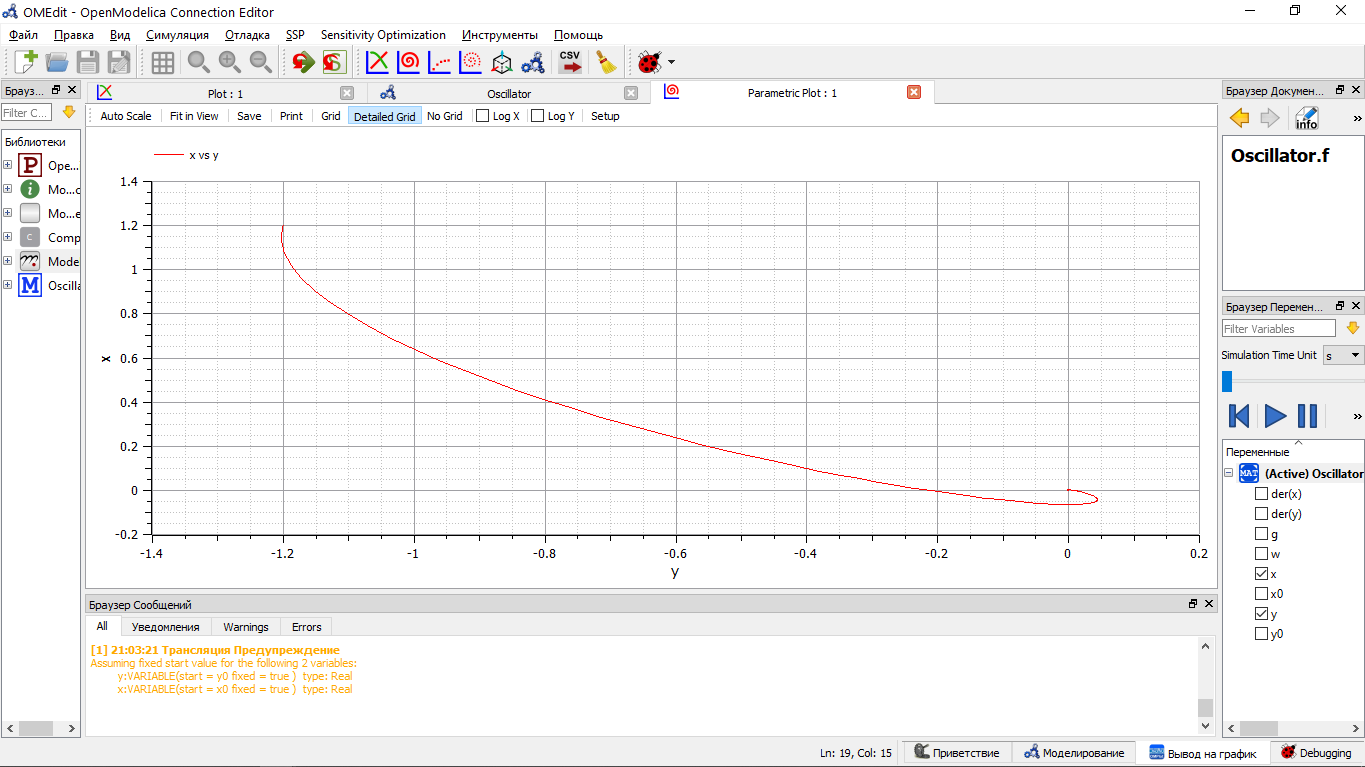 OMEdit - OpenModelica Connection Editor
Файл Правка Вид Симуляция Отладка SSP Sensitivity Optimization Инструменты Помощь
CSV
Брауз...
Plot : 1
Oscillator
Parametric Plot : 1
Браузер Докумен...
Filter C...
Auto Scale Fit in View Save Print Grid Detailed Grid No Grid Log X Log Y Setup
info
»
Библиотеки
P Ope...
i Mo...c
Mo...e
C Comp
Mode
M Oscilla
Oscillator.f
x vs y
1.4
1.2
1
0.8
0.6
0.4
0.2
0
-0.2
x
-1.4 -1.2 -1 -0.8 -0.6 -0.4 -0.2 0 0.2
y
Браузер Перемен...
Filter Variables
Simulation Time Unit s
»
Переменные
MAT (Active) Oscillator
der(x)
der(y)
g
w
x
x0
y
y0
Браузер Сообщений
All Уведомления Warnings Errors
[1] 21:03:21 Трансляция Предупреждение
Assuming fixed start value for the following 2 variables:
y:VARIABLE(start = y0 fixed = true ) type: Real
x:VARIABLE(start = x0 fixed = true ) type: Real
Ln: 19, Col: 15 Приветствие Моделирование Вывод на график Debugging